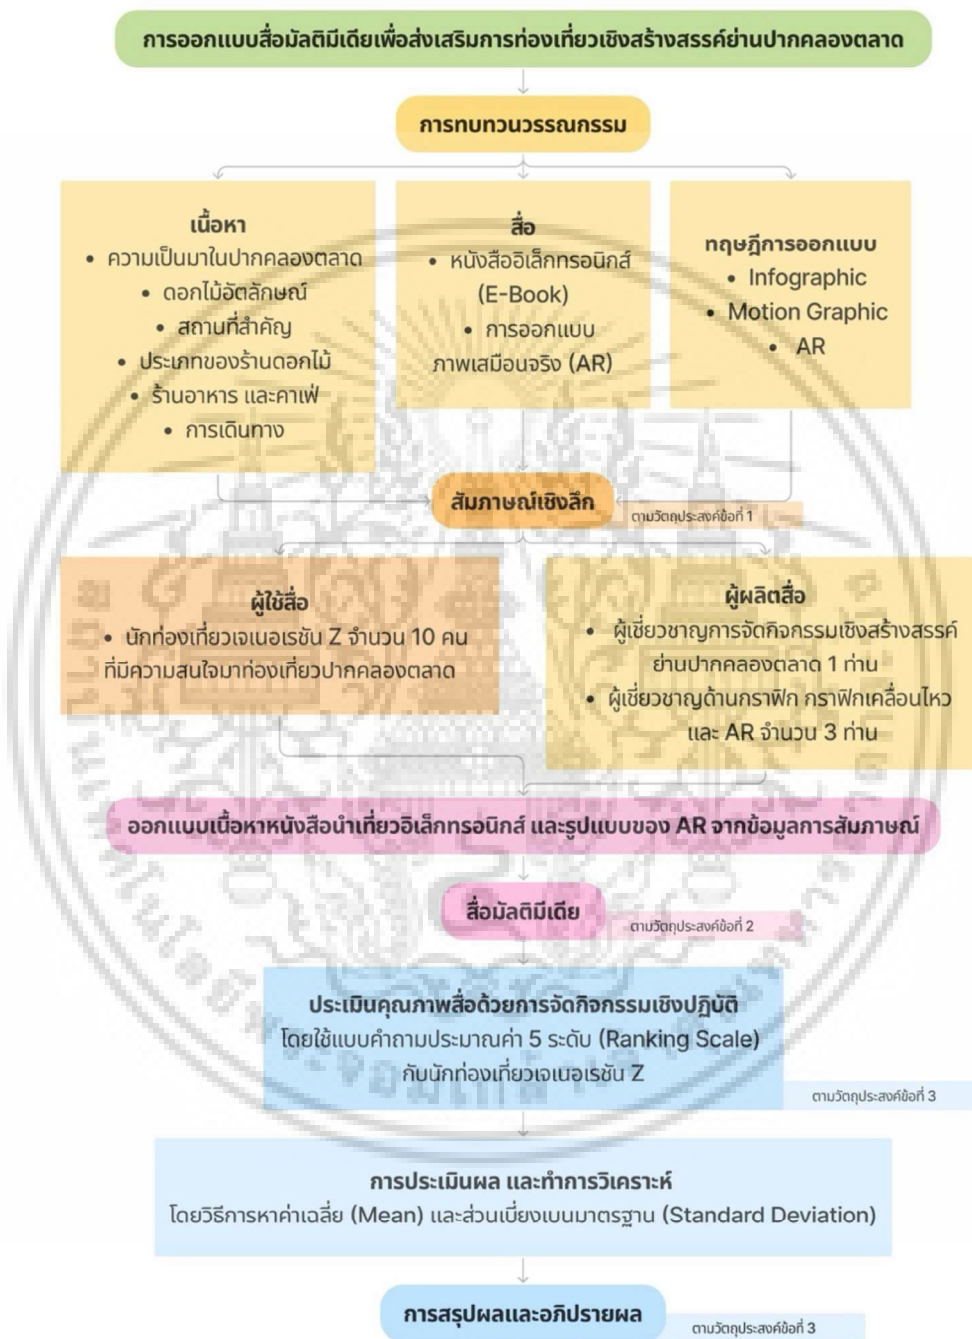 การออกแบบสื่อมัลติมีเดียเพื่อส่งเสริมการท่องเที่ยวเชิงสร้างสรรค์ย่านปากคลองตลาด
การทบทวนวรรณกรรม
เนื้อหา
• ความเป็นมาในปากคลองตลาด
• ดอกไม้อัตลักษณ์
• สถานที่สำคัญ
• ประเภทของร้านดอกไม้
• ร้านอาหาร และคาเฟ่
• การเดินทาง
สื่อ
• หนังสืออิเล็กทรอนิกส์
(E-Book)
• การออกแบบ
ภาพเสมือนจริง (AR)
ทฤษฎีการออกแบบ
• Infographic
• Motion Graphic
• AR
สัมภาษณ์เชิงลึก
ตามวัตถุประสงค์ข้อที่ 1
ผู้ใช้สื่อ
• นักท่องเที่ยวเจเนอเรชัน Z จำนวน 10 คน
ที่มีความสนใจมาท่องเที่ยวปากคลองตลาด
ผู้ผลิตสื่อ
• ผู้เชี่ยวชาญการจัดกิจกรรมเชิงสร้างสรรค์
ย่านปากคลองตลาด 1 ท่าน
• ผู้เชี่ยวชาญด้านกราฟิก กราฟิกเคลื่อนไหว
และ AR จำนวน 3 ท่าน
ออกแบบเนื้อหาหนังสือนำเที่ยวอิเล็กทรอนิกส์ และรูปแบบของ AR จากข้อมูลการสัมภาษณ์
สื่อมัลติมีเดีย
ตามวัตถุประสงค์ข้อที่ 2
ประเมินคุณภาพสื่อด้วยการจัดกิจกรรมเชิงปฏิบัติ
โดยใช้แบบคำถามประมาณค่า 5 ระดับ (Ranking Scale)
กับนักท่องเที่ยวเจเนอเรชัน Z
ตามวัตถุประสงค์ข้อที่ 3
การประเมินผล และทำการวิเคราะห์
โดยวิธีการหาค่าเฉลี่ย (Mean) และส่วนเบี่ยงเบนมาตรฐาน (Standard Deviation)
การสรุปผลและอภิปรายผล
ตามวัตถุประสงค์ข้อที่ 3